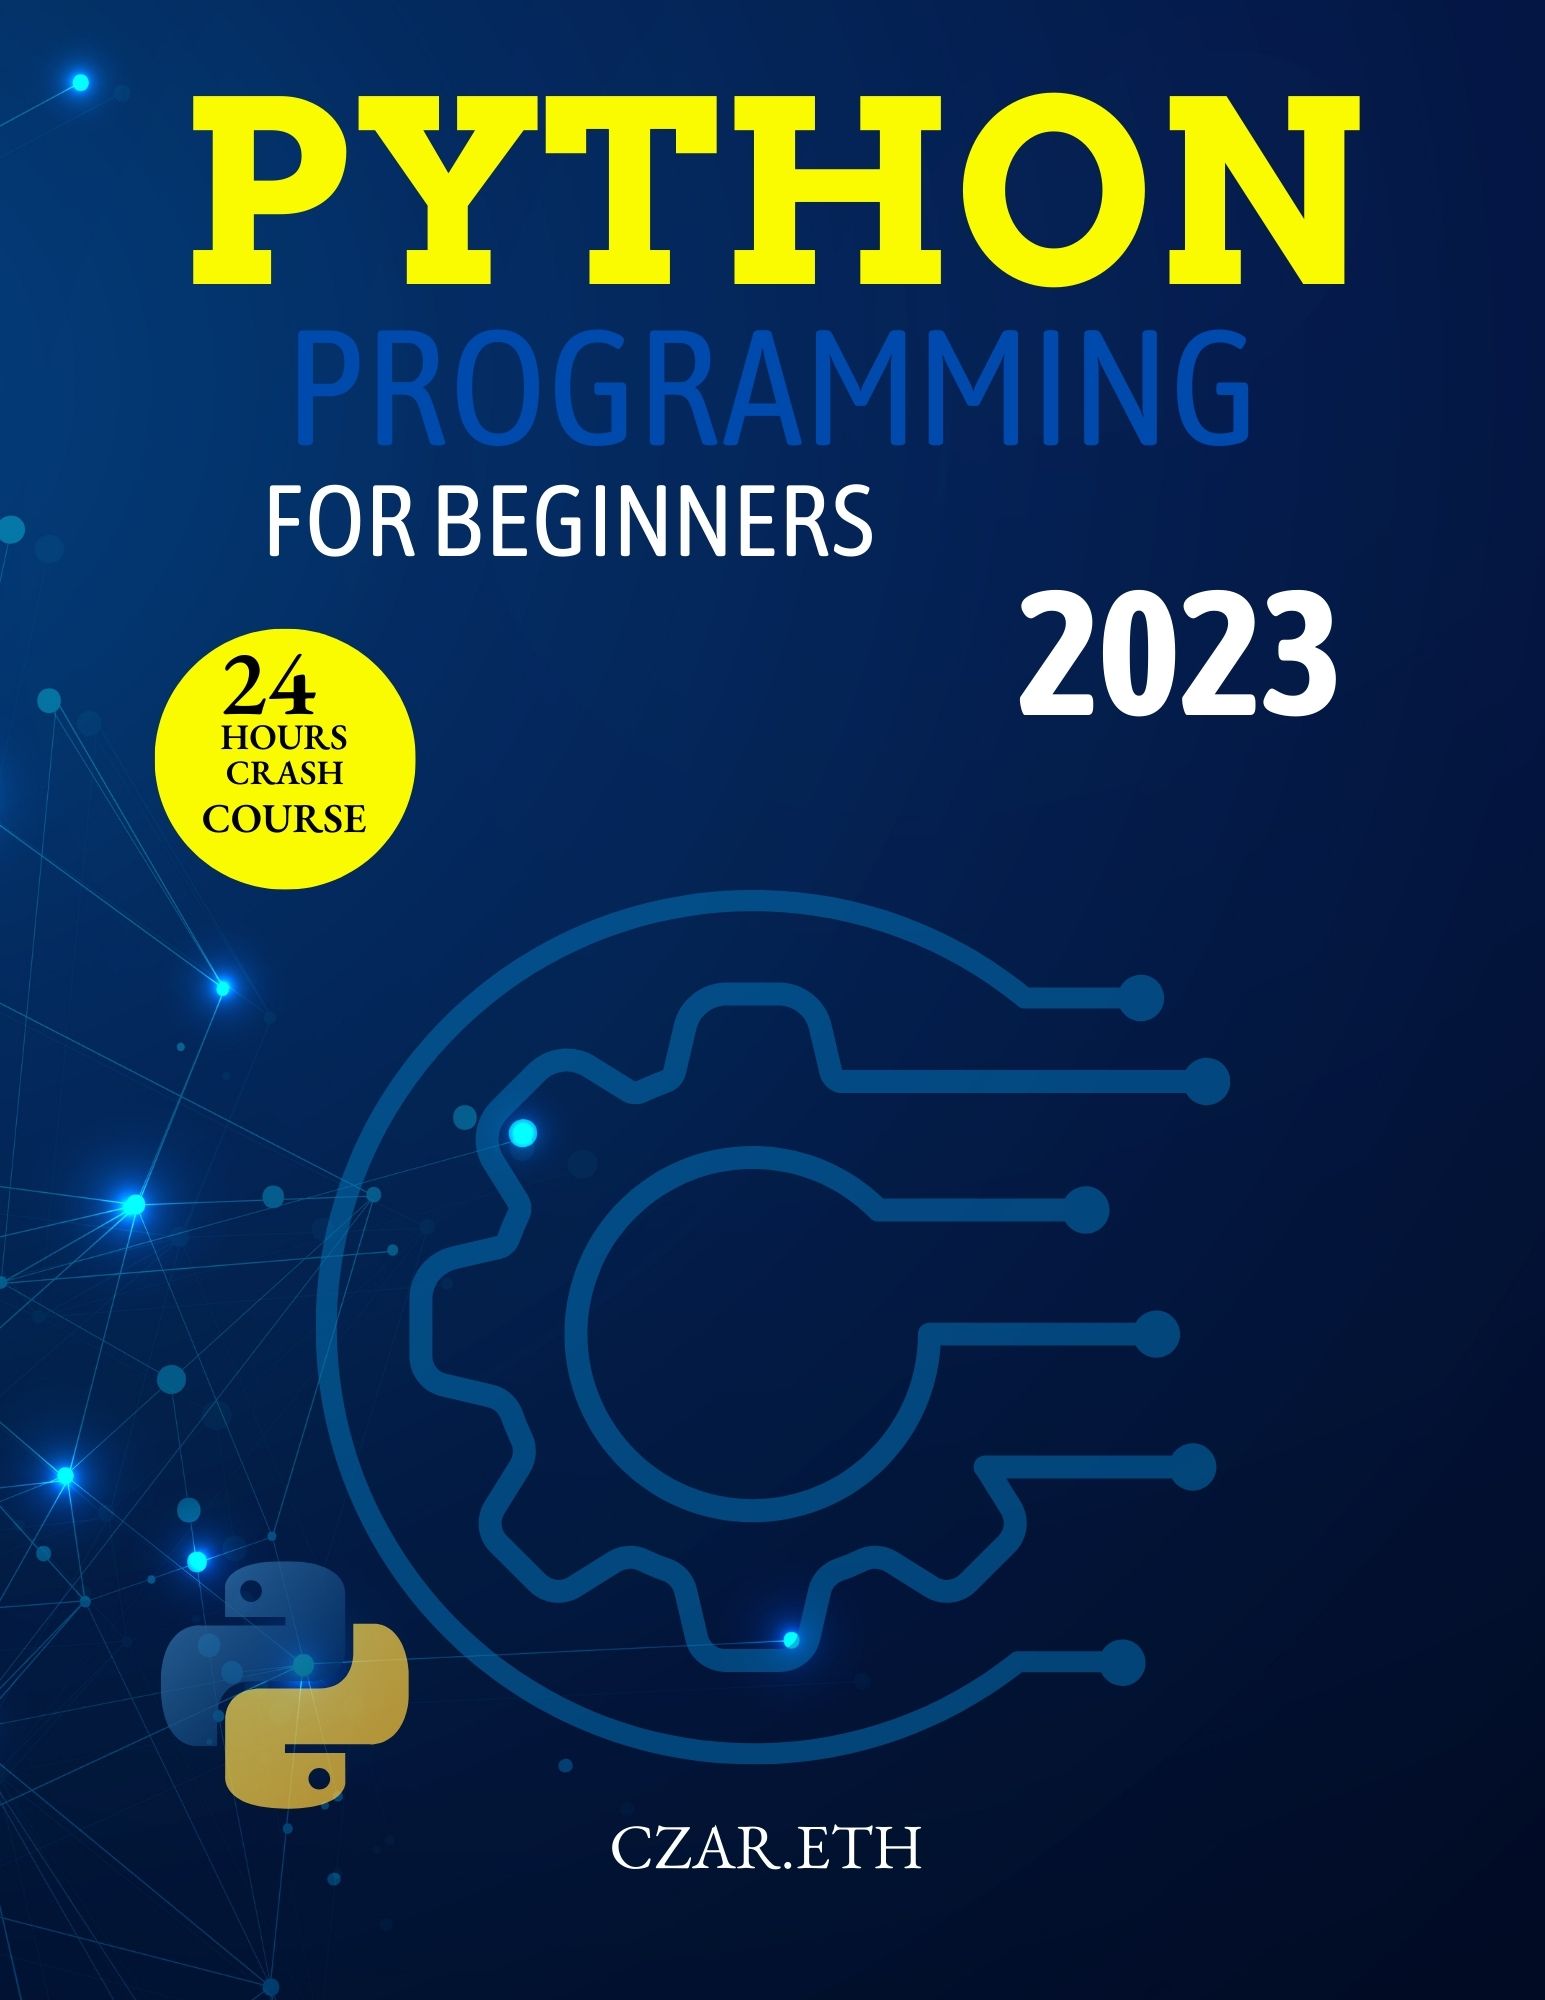 PYTHON
PROGRAMMING
FOR BEGINNERS
2023
24
HOURS
CRASH
COURSE
CZAR.ETH